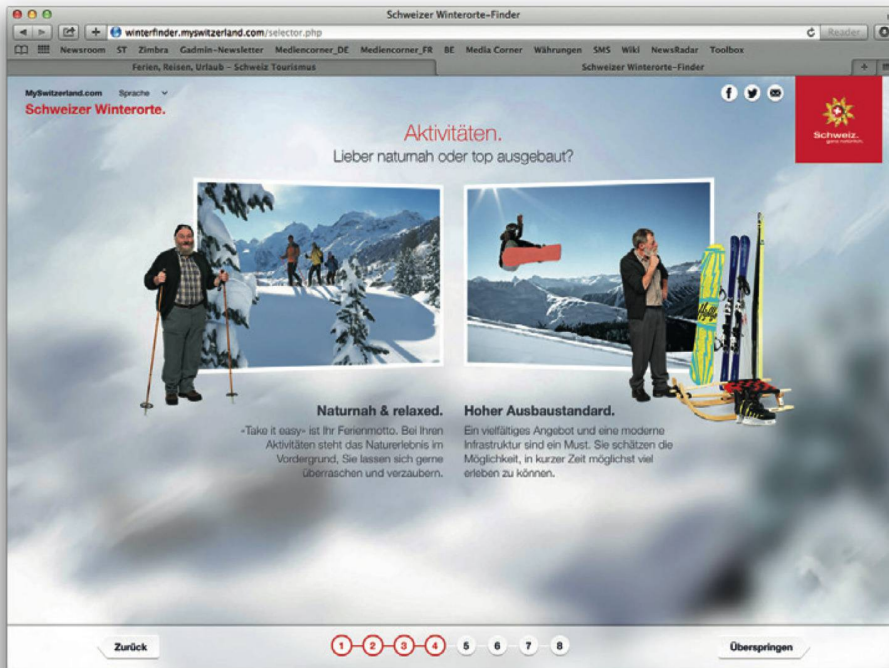 Schweizer Winterorte-Finder
winterfinder.myswitzerland.com/selector.php
Reader
Newsroom ST Zimbra Gadmin-Newsletter Mediencorner_DE Mediencorner_FR BE Media Corner Währungen SMS Wiki NewsRadar Toolbox
Ferien, Reisen, Urlaub – Schweiz Tourismus
Schweizer Winterorte-Finder
MySwitzerland.com Sprache
Schweizer Winterorte.
Schweiz.
ganz natürlich.
Aktivitäten.
Lieber naturnah oder top ausgebaut?
Naturnah & relaxed.
«Take it easy» ist Ihr Ferienmotto. Bei Ihren
Aktivitäten steht das Naturerlebnis im
Vordergrund, Sie lassen sich gerne
überraschen und verzaubern.
Hoher Ausbaustandard.
Ein vielfältiges Angebot und eine moderne
Infrastruktur sind ein Must. Sie schätzen die
Möglichkeit, in kurzer Zeit möglichst viel
erleben zu können.
Zurück
1 2 3 4 5 6 7 8
Überspringen